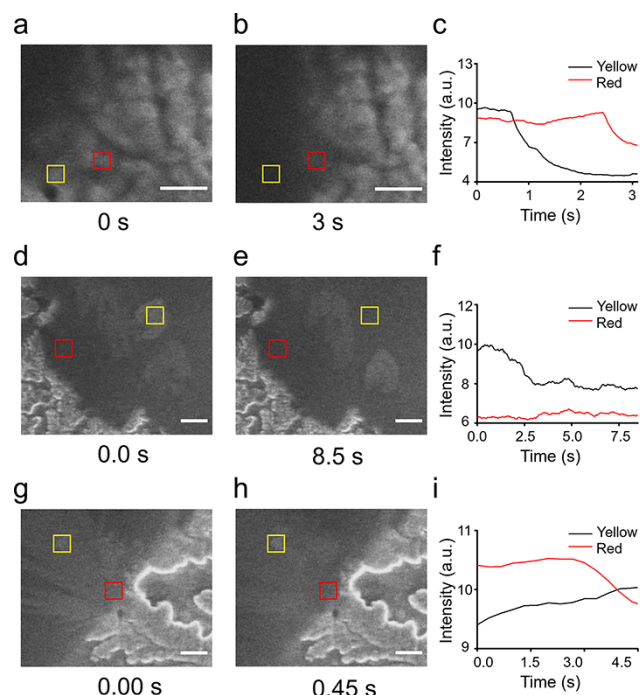 a
b
c
0 s
3 s
Intensity (a.u.)
13
10
7
4
0
1
2
3
Time (s)
Yellow
Red
d
e
f
0.0 s
8.5 s
Intensity (a.u.)
12
10
8
6
0.0
2.5
5.0
7.5
Time (s)
Yellow
Red
g
h
i
0.00 s
0.45 s
Intensity (a.u.)
11
10
9
0.0
1.5
3.0
4.5
Time (s)
Yellow
Red